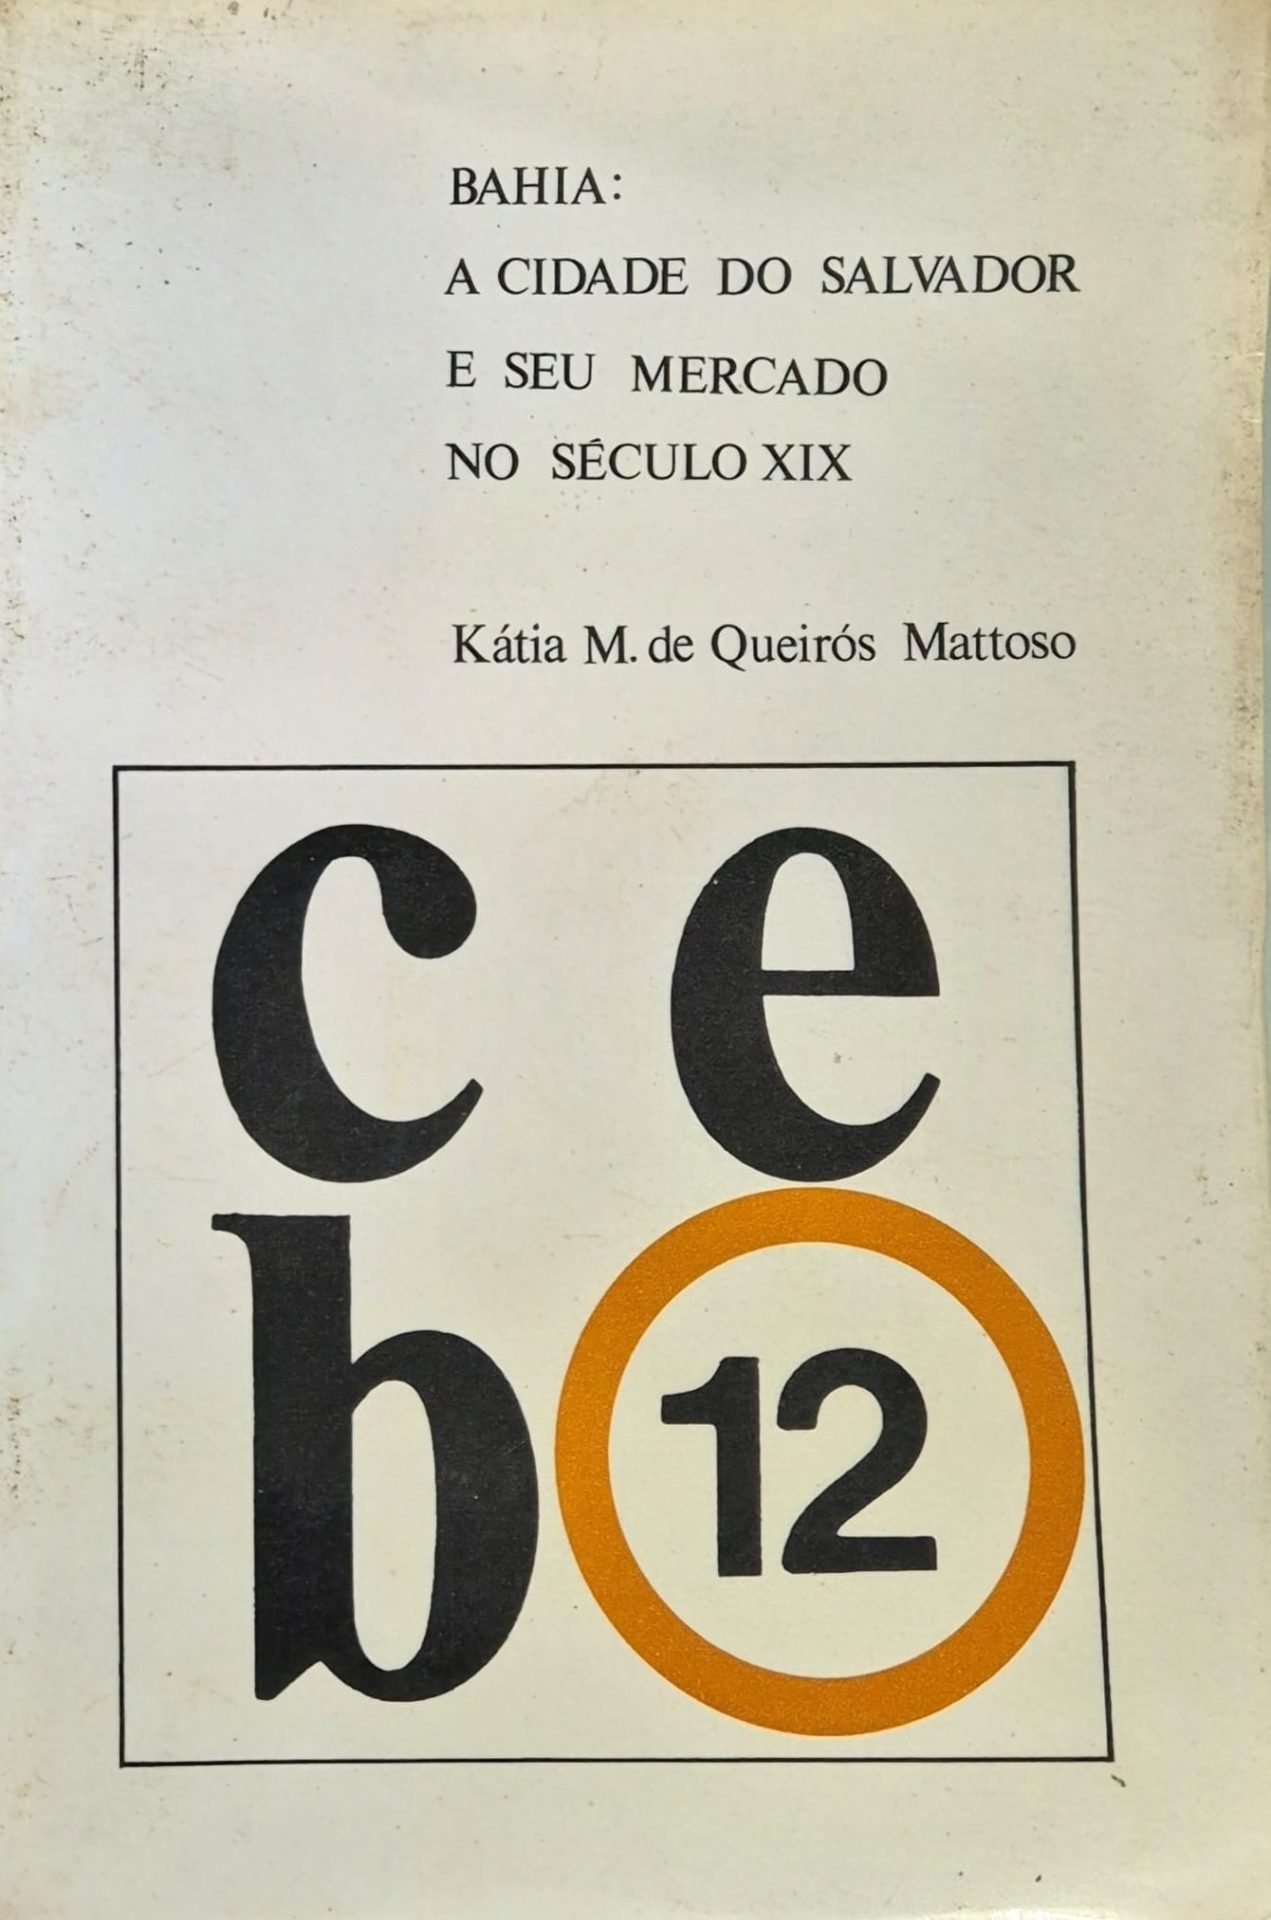 BAHIA:
A CIDADE DO SALVADOR
E SEU MERCADO
NO SÉCULO XIX
Kátia M. de Queirós Mattoso
c e
b 12